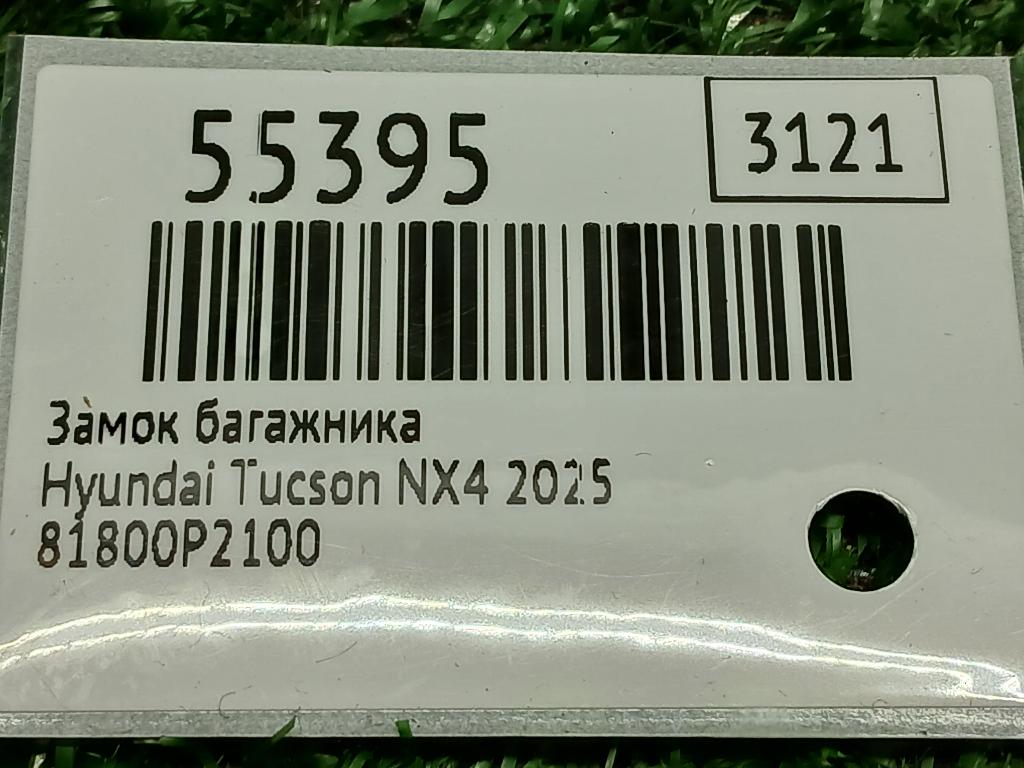 55395
3121
Замок багажника
Hyundai Tucson NX4 2025
81800P2100